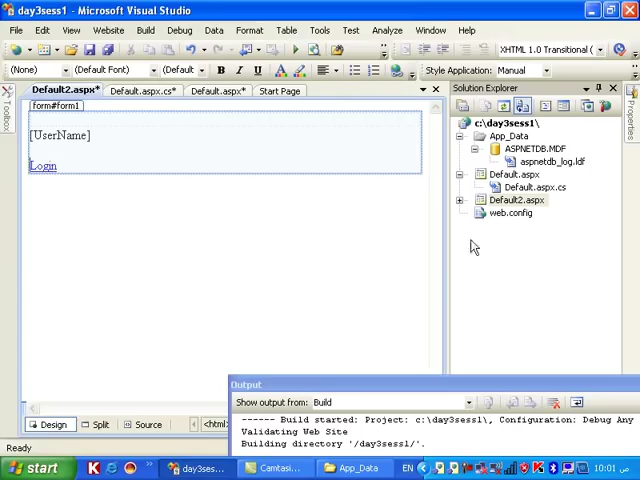 day3sess1 - Microsoft Visual Studio
File Edit View Website Build Debug Data Format Table Tools Test Analyze Window Help
XHTML 1.0 Transitional (
(None) (Default Font) (Default B I U A Style Application: Manual
Default2.aspx* Default.aspx.cs* Default.aspx* Start Page
Solution Explorer
Toolbox
Properties
form#form1
[UserName]
Login
c:\day3sess1\
App_Data
ASPNETDB.MDF
aspnetdb_log.ldf
Default.aspx
Default.aspx.cs
Default2.aspx
web.config
Output
Show output from: Build
------ Build started: Project: c:\day3sess1\, Configuration: Debug Any
Validating Web Site
Building directory '/day3sess1/'.
Design Split Source <html>
Ready
start day3ses... Camtasi... App_Data EN 10:01 ص